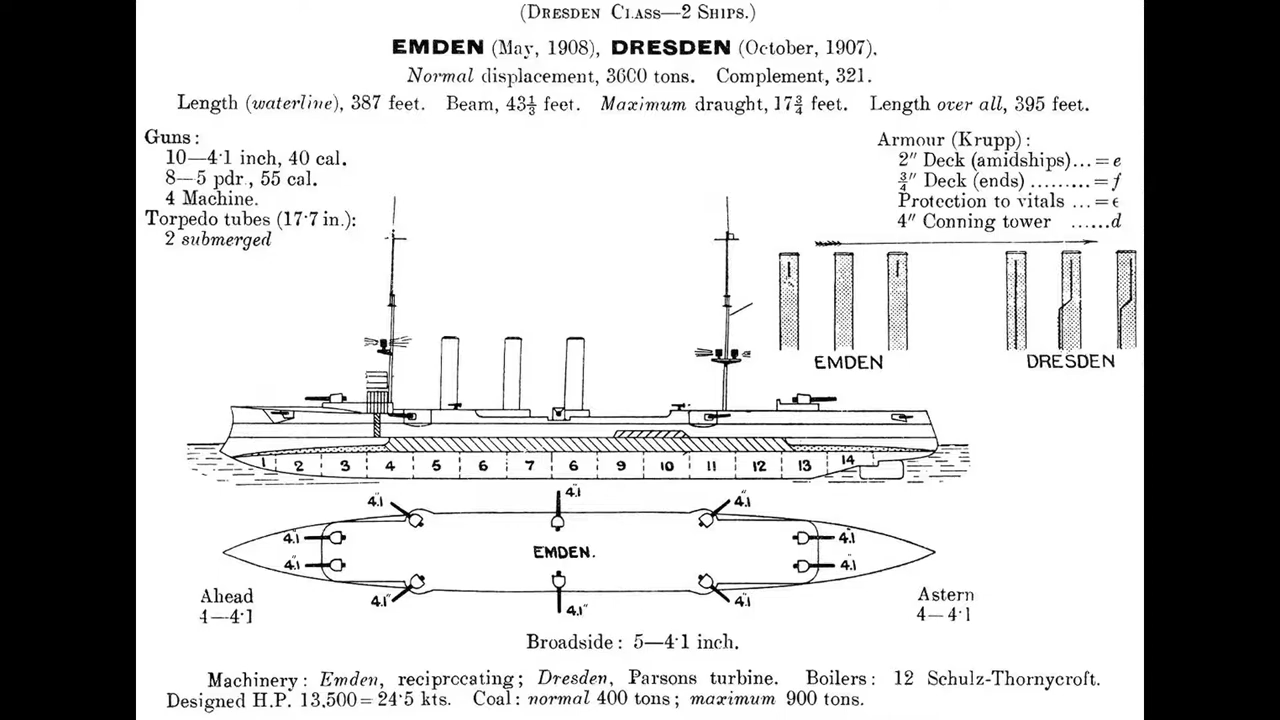 (DRESDEN CLASS—2 SHIPS.)
EMDEN (May, 1908), DRESDEN (October, 1907).
Normal displacement, 3600 tons. Complement, 321.
Length (waterline), 387 feet. Beam, 43⅓ feet. Maximum draught, 17¾ feet. Length over all, 395 feet.
Guns:
10—4·1 inch, 40 cal.
8—5 pdr., 55 cal.
4 Machine.
Torpedo tubes (17·7 in.):
2 submerged
Armour (Krupp):
2″ Deck (amidships)...=e
¾″ Deck (ends) .........=f
Protection to vitals ...=e
4″ Conning tower ......d
EMDEN
DRESDEN
1 2 3 4 5 6 7 6 9 10 11 12 13 14
4.1" 4.1" 4.1"
4.1" 4.1"
EMDEN.
4.1" 4.1"
4.1" 4.1" 4.1"
Ahead
4—4·1
Astern
4—4·1
Broadside: 5—4·1 inch.
Machinery: Emden, reciprocating; Dresden, Parsons turbine. Boilers: 12 Schulz-Thornycroft.
Designed H.P. 13,500=24·5 kts. Coal: normal 400 tons; maximum 900 tons.